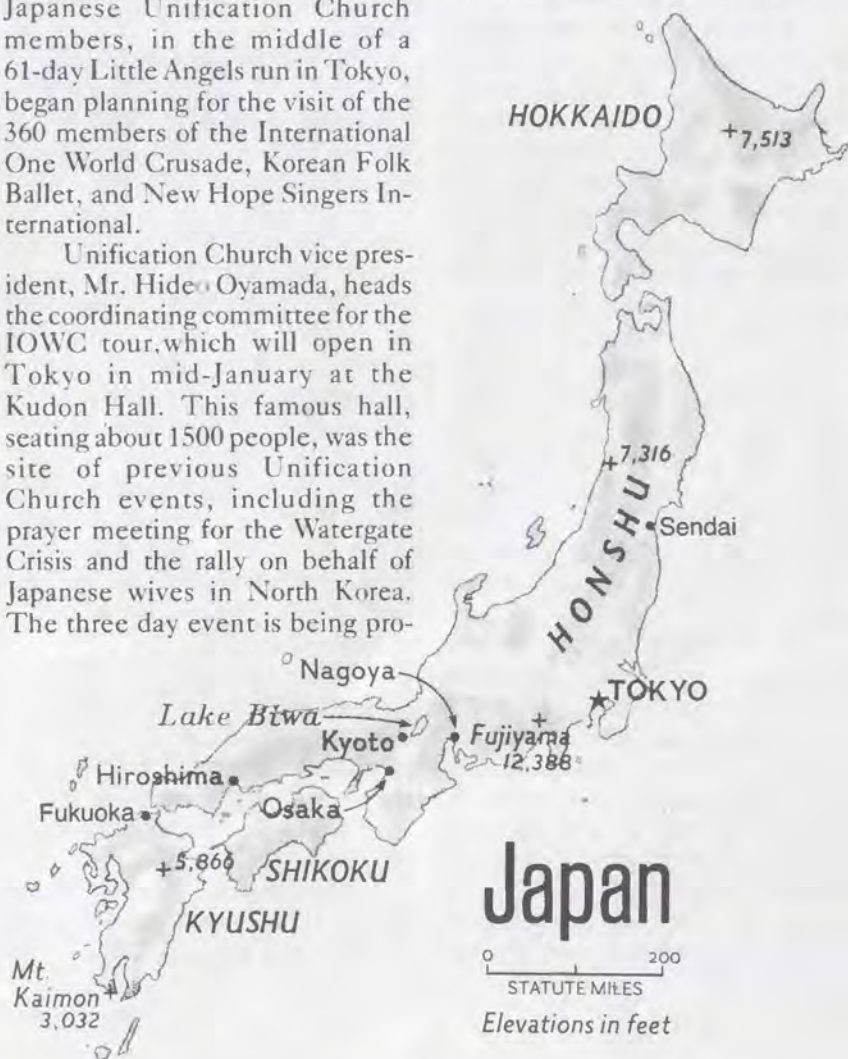 Japanese Unification Church
members, in the middle of a
61-day Little Angels run in Tokyo,
began planning for the visit of the
360 members of the International
One World Crusade, Korean Folk
Ballet, and New Hope Singers In-
ternational.
Unification Church vice pres-
ident, Mr. Hideo Oyamada, heads
the coordinating committee for the
IOWC tour, which will open in
Tokyo in mid-January at the
Kudon Hall. This famous hall,
seating about 1500 people, was the
site of previous Unification
Church events, including the
prayer meeting for the Watergate
Crisis and the rally on behalf of
Japanese wives in North Korea.
The three day event is being pro-
HOKKAIDO
+7,513
+7,316
HONSHU
Sendai
Nagoya
TOKYO
Lake Biwa
Kyoto
Fujiyama
12,388
Hiroshima
Osaka
Fukuoka
+5,866
SHIKOKU
KYUSHU
Mt.
Kaimon+
3,032
Japan
0 200
STATUTE MILES
Elevations in feet